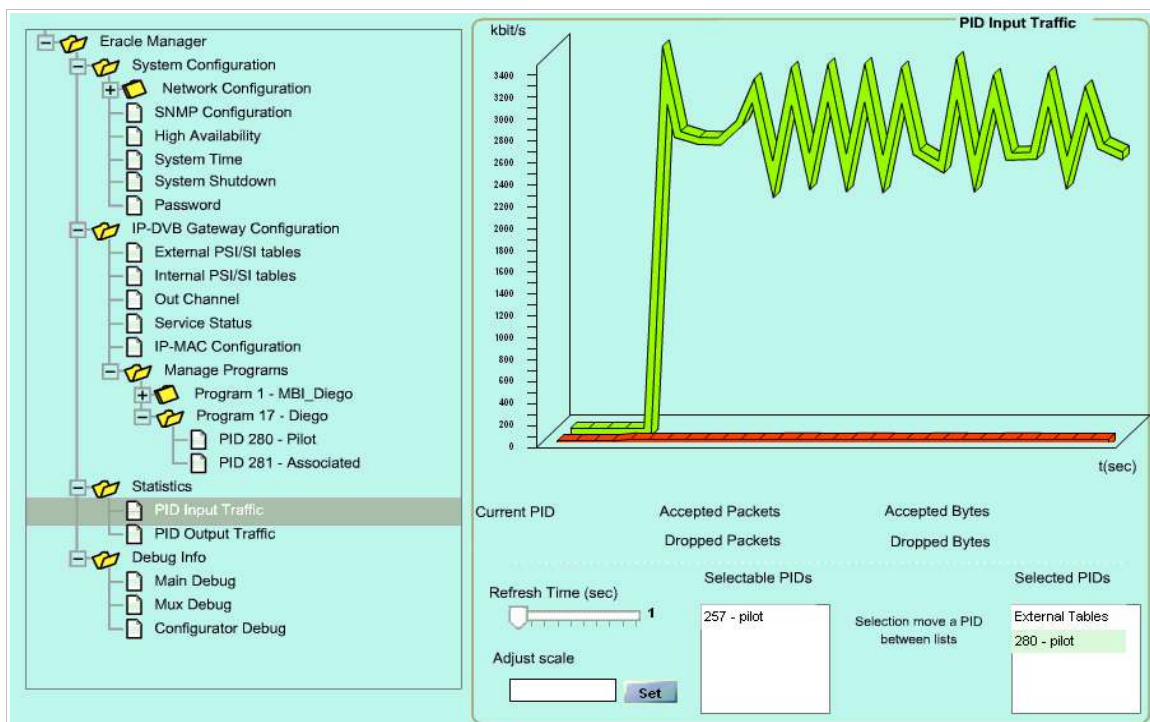 Eracle Manager
System Configuration
Network Configuration
SNMP Configuration
High Availability
System Time
System Shutdown
Password
IP-DVB Gateway Configuration
External PSI/SI tables
Internal PSI/SI tables
Out Channel
Service Status
IP-MAC Configuration
Manage Programs
Program 1 - MBI_Diego
Program 17 - Diego
PID 280 - Pilot
PID 281 - Associated
Statistics
PID Input Traffic
PID Output Traffic
Debug Info
Main Debug
Mux Debug
Configurator Debug
PID Input Traffic
kbit/s
3400
3200
3000
2800
2600
2400
2200
2000
1800
1600
1400
1200
1000
800
600
400
200
0
t(sec)
Current PID
Accepted Packets
Accepted Bytes
Dropped Packets
Dropped Bytes
Refresh Time (sec)
1
Adjust scale
Set
Selectable PIDs
257 - pilot
Selection move a PID
between lists
Selected PIDs
External Tables
280 - pilot